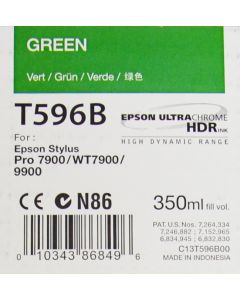 GREEN
Vert / Grün / Verde / 绿色
T596B
EPSON ULTRACHROME
HDR INK
HIGH DYNAMIC RANGE
For :
Epson Stylus
Pro 7900/WT7900/
9900
CE N86
350ml fill vol.
PAT. U.S. Nos. 7,264,334
7,246,882 ; 7,152,965
6,834,945 ; 6,832,830
C13T596B00
MADE IN INDONESIA
0 10343 86849 6